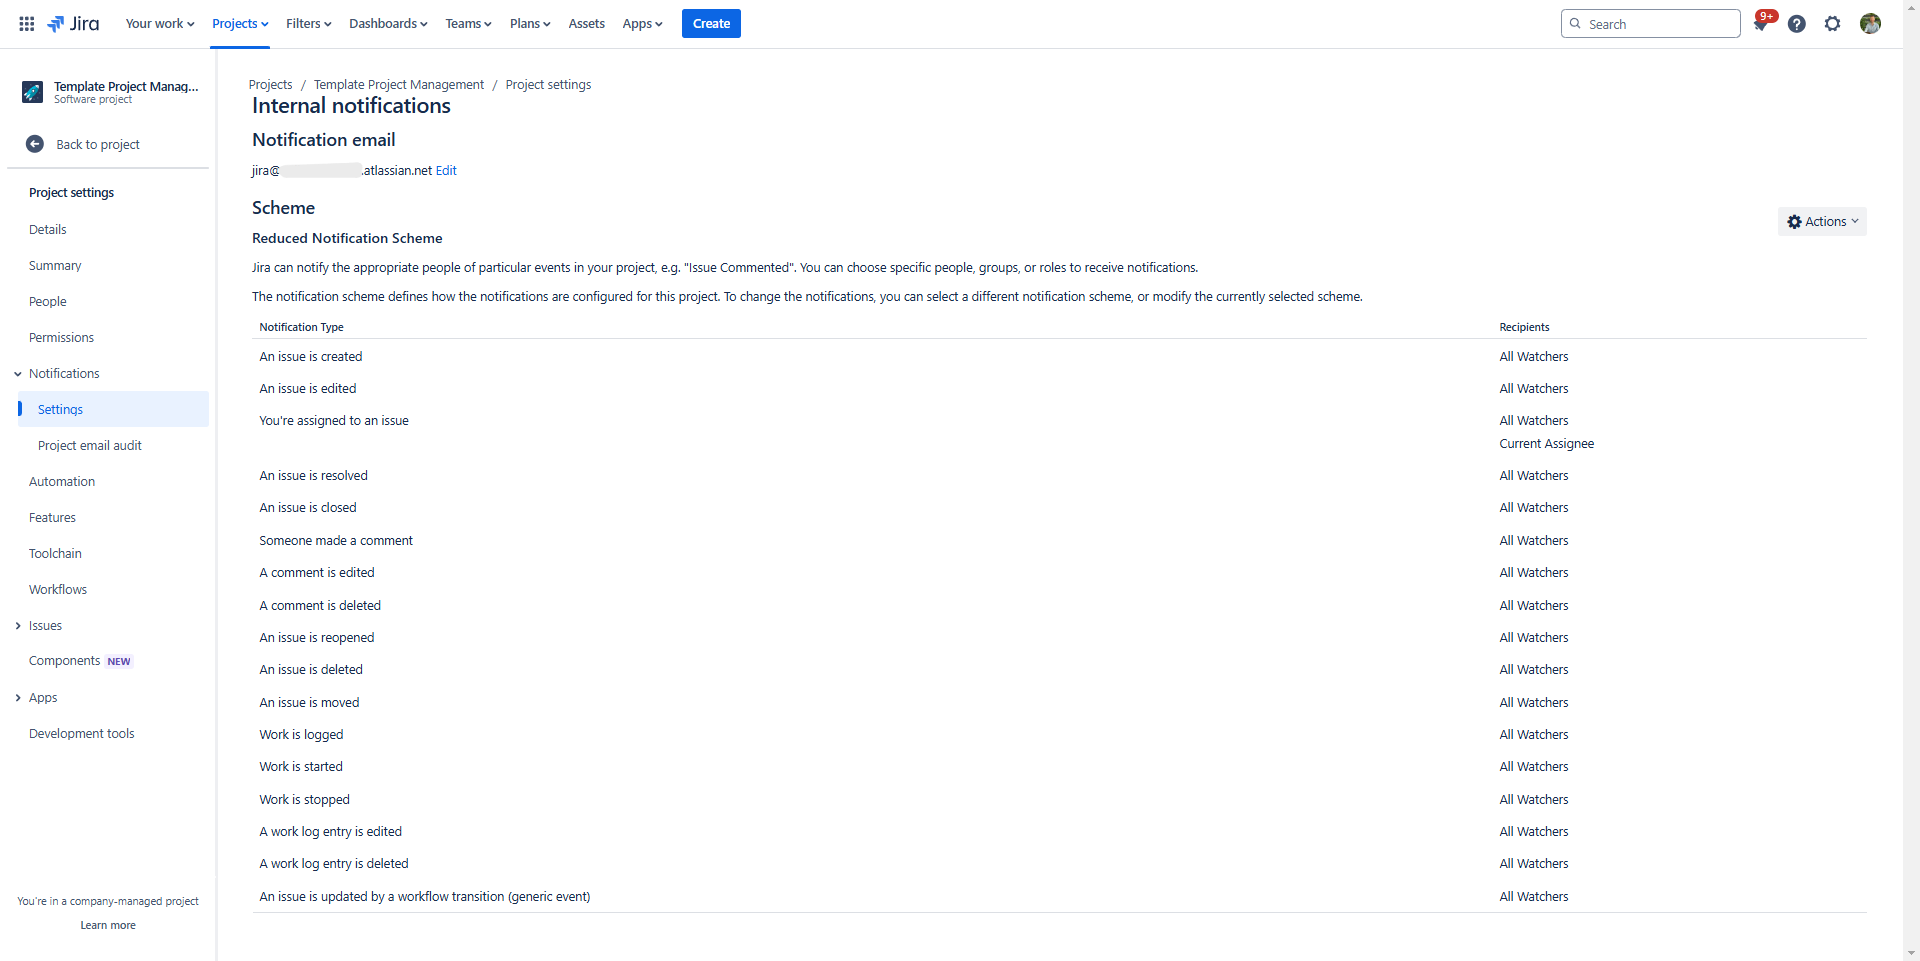 Jira
Your work
Projects
Filters
Dashboards
Teams
Plans
Assets
Apps
Create
Search
9+
Template Project Manag...
Software project
Back to project
Project settings
Details
Summary
People
Permissions
Notifications
Settings
Project email audit
Automation
Features
Toolchain
Workflows
Issues
Components NEW
Apps
Development tools
You're in a company-managed project
Learn more
Projects / Template Project Management / Project settings
Internal notifications
Notification email
jira@ .atlassian.net Edit
Scheme
Actions
Reduced Notification Scheme
Jira can notify the appropriate people of particular events in your project, e.g. "Issue Commented". You can choose specific people, groups, or roles to receive notifications.
The notification scheme defines how the notifications are configured for this project. To change the notifications, you can select a different notification scheme, or modify the currently selected scheme.
Notification Type Recipients
An issue is created All Watchers
An issue is edited All Watchers
You're assigned to an issue All Watchers
Current Assignee
An issue is resolved All Watchers
An issue is closed All Watchers
Someone made a comment All Watchers
A comment is edited All Watchers
A comment is deleted All Watchers
An issue is reopened All Watchers
An issue is deleted All Watchers
An issue is moved All Watchers
Work is logged All Watchers
Work is started All Watchers
Work is stopped All Watchers
A work log entry is edited All Watchers
A work log entry is deleted All Watchers
An issue is updated by a workflow transition (generic event) All Watchers